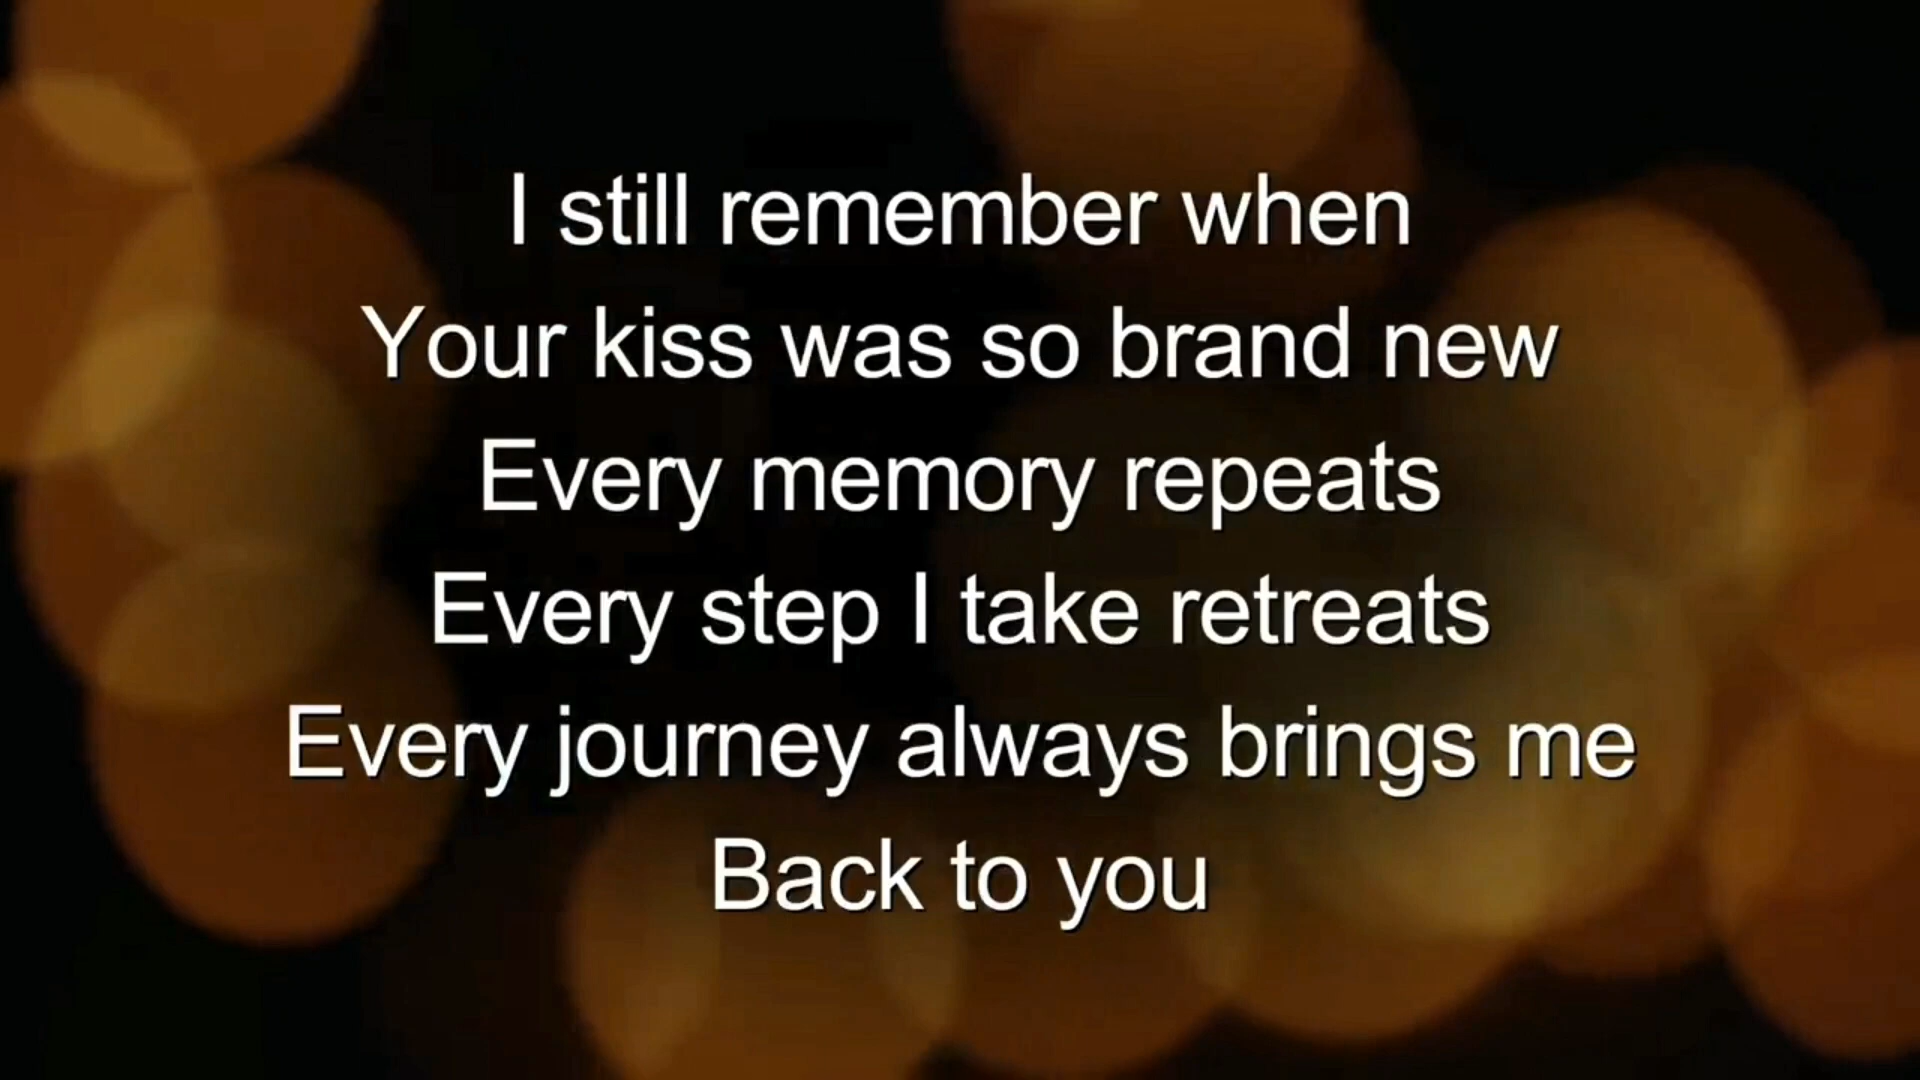 I still remember when
Your kiss was so brand new
Every memory repeats
Every step I take retreats
Every journey always brings me
Back to you